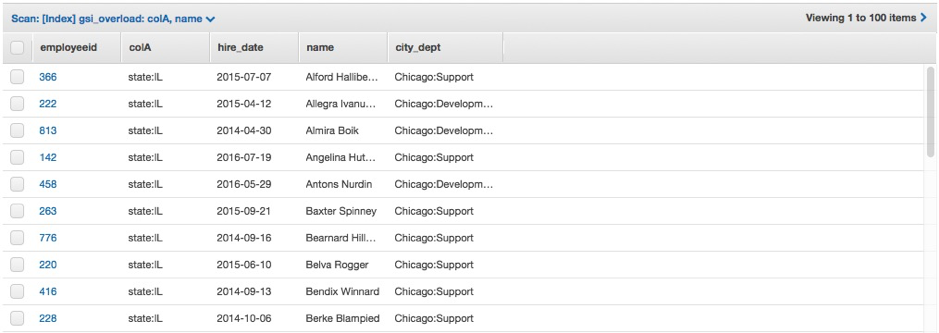 Scan: [Index] gsi_overload: colA, name Viewing 1 to 100 items
employeeid colA hire_date name city_dept
366 state:IL 2015-07-07 Alford Hallibe... Chicago:Support
222 state:IL 2015-04-12 Allegra Ivanu... Chicago:Developm...
813 state:IL 2014-04-30 Almira Boik Chicago:Developm...
142 state:IL 2016-07-19 Angelina Hut... Chicago:Support
458 state:IL 2016-05-29 Antons Nurdin Chicago:Developm...
263 state:IL 2015-09-21 Baxter Spinney Chicago:Support
776 state:IL 2014-09-16 Bearnard Hill... Chicago:Support
220 state:IL 2015-06-10 Belva Rogger Chicago:Support
416 state:IL 2014-09-13 Bendix Winnard Chicago:Support
228 state:IL 2014-10-06 Berke Blampied Chicago:Support